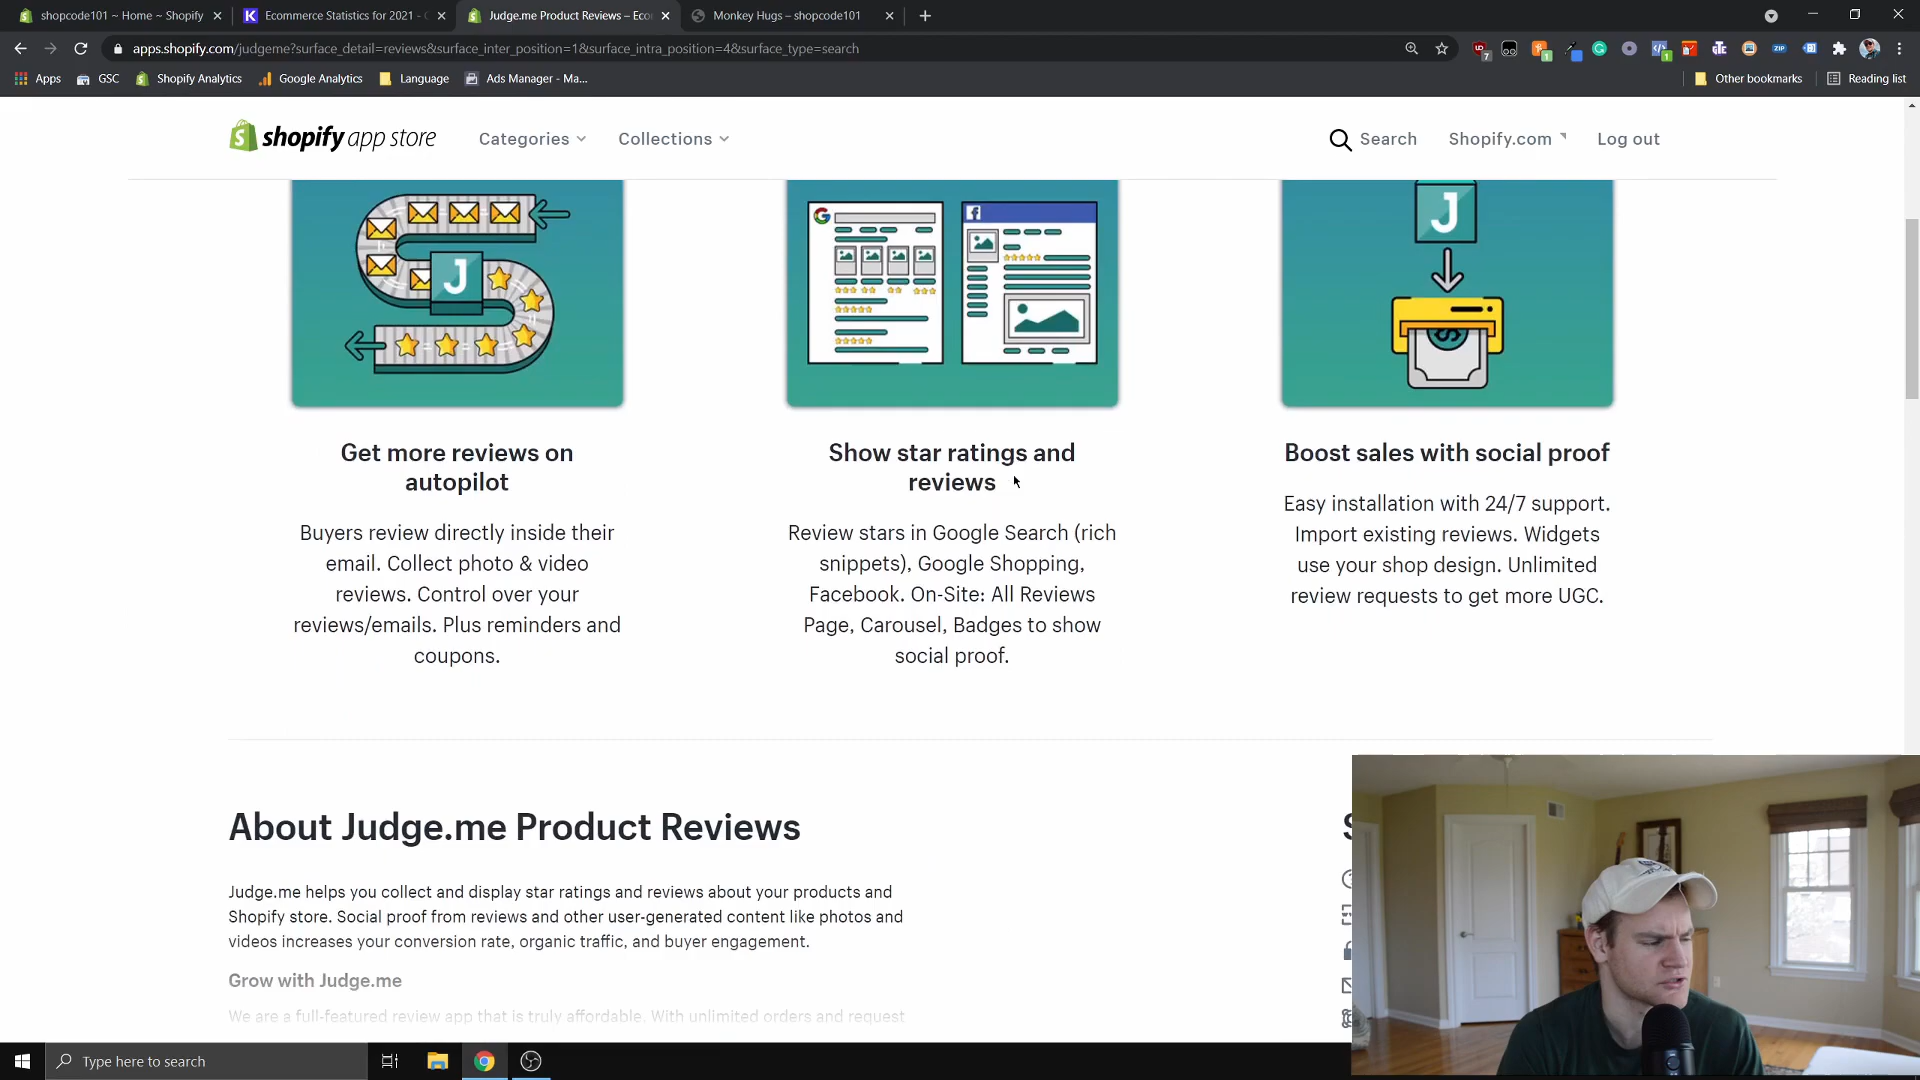 shopcode101 ~ Home ~ Shopify
Ecommerce Statistics for 2021 -
Judge.me Product Reviews – Eco
Monkey Hugs – shopcode101
apps.shopify.com/judgeme?surface_detail=reviews&surface_inter_position=1&surface_intra_position=4&surface_type=search
Apps
GSC
Shopify Analytics
Google Analytics
Language
Ads Manager - Ma...
Other bookmarks
Reading list
shopify app store
Categories
Collections
Search
Shopify.com
Log out
J
J
Get more reviews on
autopilot
Buyers review directly inside their
email. Collect photo & video
reviews. Control over your
reviews/emails. Plus reminders and
coupons.
Show star ratings and
reviews
Review stars in Google Search (rich
snippets), Google Shopping,
Facebook. On-Site: All Reviews
Page, Carousel, Badges to show
social proof.
Boost sales with social proof
Easy installation with 24/7 support.
Import existing reviews. Widgets
use your shop design. Unlimited
review requests to get more UGC.
About Judge.me Product Reviews
Judge.me helps you collect and display star ratings and reviews about your products and
Shopify store. Social proof from reviews and other user-generated content like photos and
videos increases your conversion rate, organic traffic, and buyer engagement.
Grow with Judge.me
We are a full-featured review app that is truly affordable. With unlimited orders and request
Type here to search